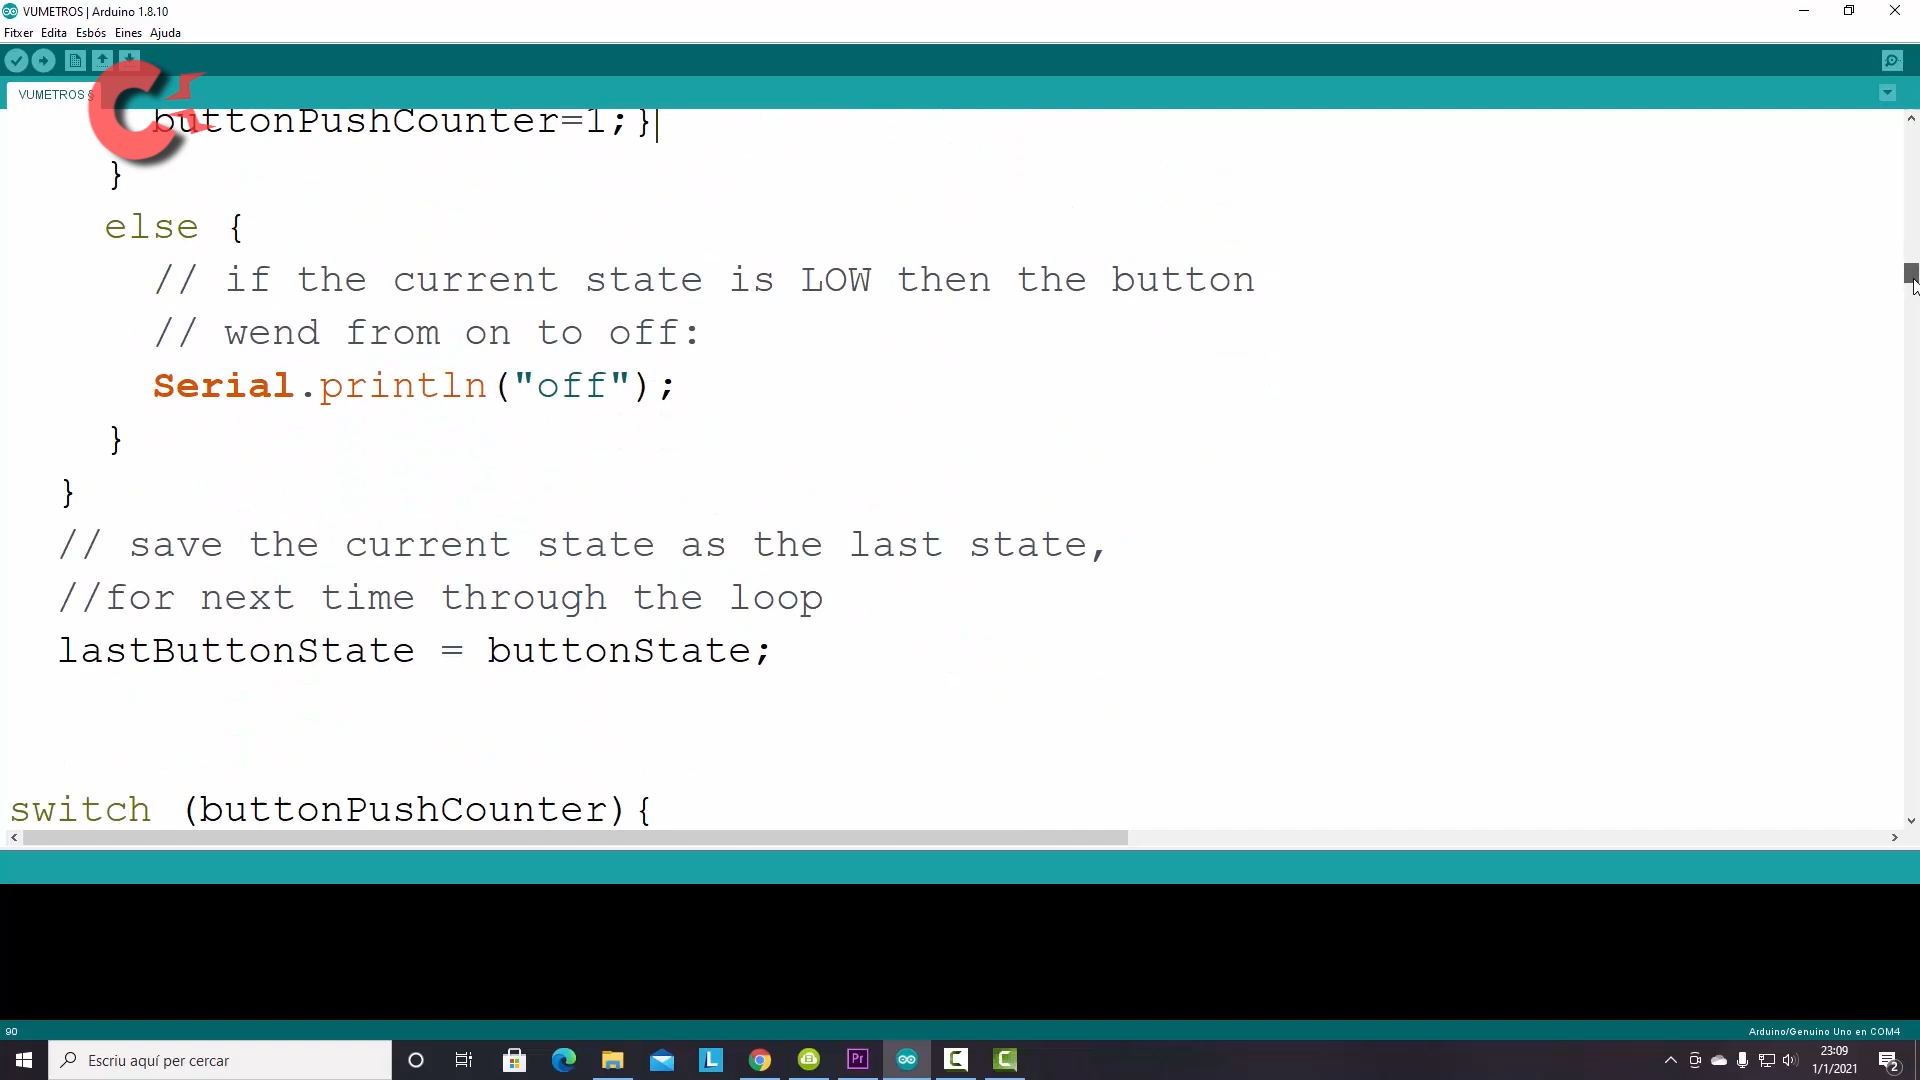 VUMETROS | Arduino 1.8.10
Fitxer Edita Esbós Eines Ajuda
VUMETROS §
buttonPushCounter=1;}
}
else {
// if the current state is LOW then the button
// wend from on to off:
Serial.println("off");
}
}
// save the current state as the last state,
//for next time through the loop
lastButtonState = buttonState;
switch (buttonPushCounter){
90
Arduino/Genuino Uno en COM4
Escriu aquí per cercar
L
Pr
23:09
1/1/2021
2